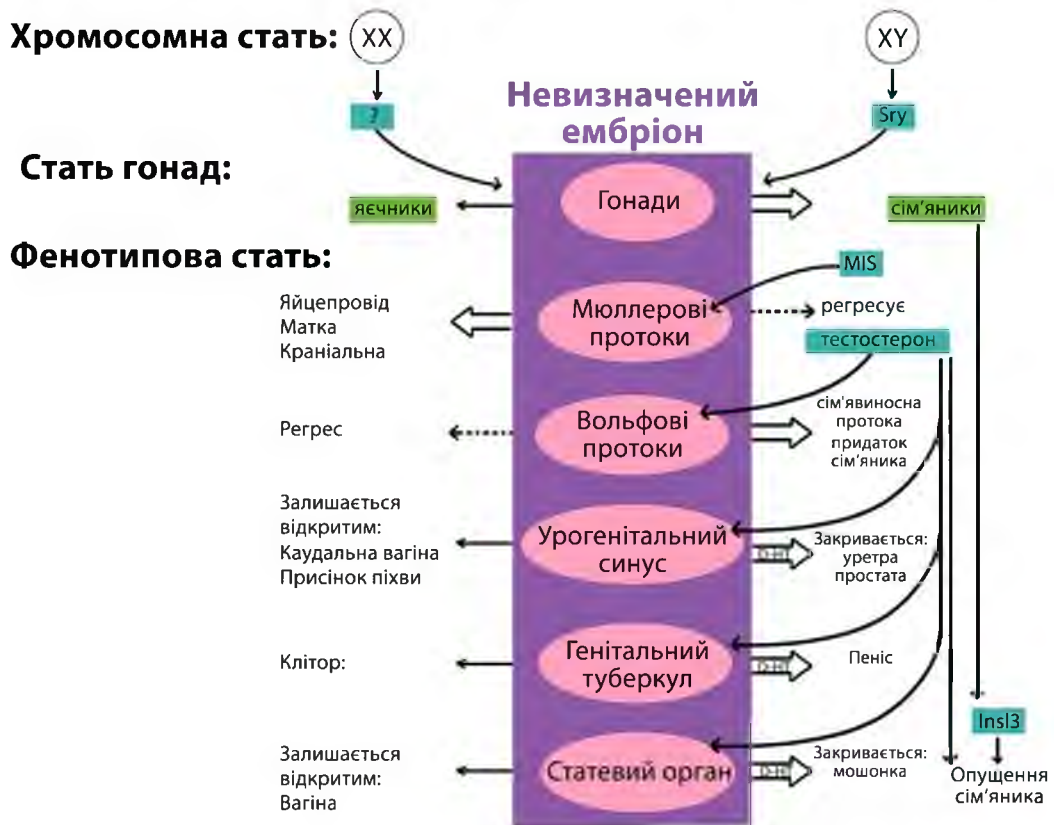 Хромосомна стать:
XX
XY
?
Невизначений
ембріон
Sry
Стать гонад:
яєчники
Гонади
сім’яники
Фенотипова стать:
MIS
Яйцепровід
Матка
Краніальна
Мюллерові
протоки
регресує
тестостерон
Регрес
Вольфові
протоки
сім'явиносна
протока
придаток
сім’яника
Залишається
відкритим:
Каудальна вагіна
Присінок піхви
Урогенітальний
синус
Закривається:
уретра
простата
Клітор:
Генітальний
туберкул
Пеніс
Insl3
Залишається
відкритим:
Вагіна
Статевий орган
Закривається:
мошонка
Опущення
сім’яника